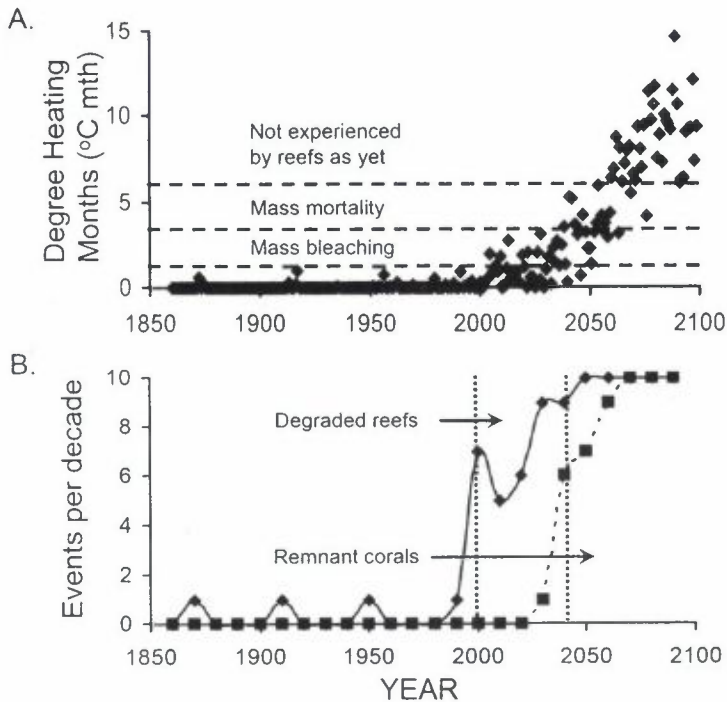 A.
Degree Heating
Months (ºC mth)
15
10
5
0
Not experienced
by reefs as yet
Mass mortality
Mass bleaching
1850
1900
1950
2000
2050
2100
B.
Events per decade
10
8
6
4
2
0
Degraded reefs
Remnant corals
1850
1900
1950
2000
2050
2100
YEAR